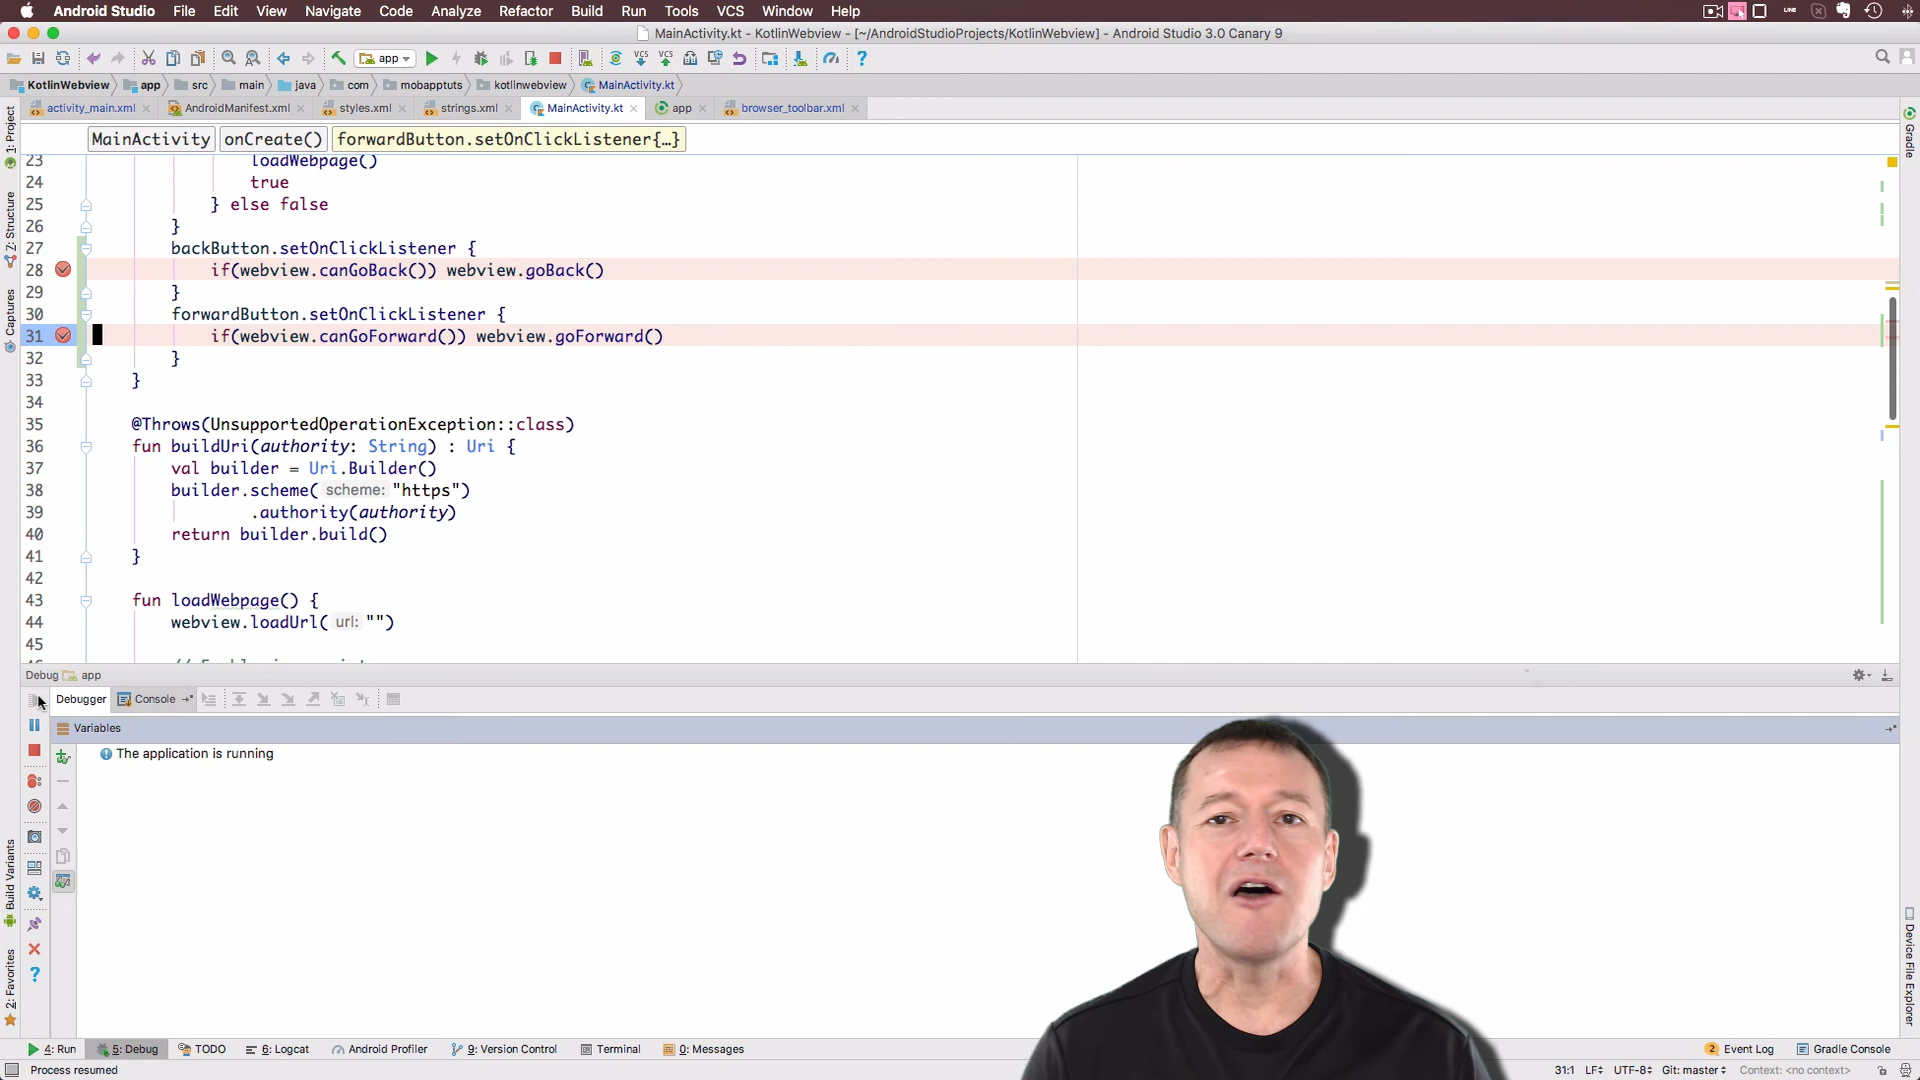 Android Studio File Edit View Navigate Code Analyze Refactor Build Run Tools VCS Window Help
MainActivity.kt - KotlinWebview - [~/AndroidStudioProjects/KotlinWebview] - Android Studio 3.0 Canary 9
app
KotlinWebview app src main java com mobapptuts kotlinwebview MainActivity.kt
activity_main.xml AndroidManifest.xml styles.xml strings.xml MainActivity.kt app browser_toolbar.xml
MainActivity onCreate() forwardButton.setOnClickListener{…}
23 loadWebpage()
24 true
25 } else false
26 }
27 backButton.setOnClickListener {
28 if(webview.canGoBack()) webview.goBack()
29 }
30 forwardButton.setOnClickListener {
31 if(webview.canGoForward()) webview.goForward()
32 }
33 }
34
35 @Throws(UnsupportedOperationException::class)
36 fun buildUri(authority: String) : Uri {
37 val builder = Uri.Builder()
38 builder.scheme( scheme: "https")
39 .authority(authority)
40 return builder.build()
41 }
42
43 fun loadWebpage() {
44 webview.loadUrl( url: "")
45
1: Project
7: Structure
Captures
Build Variants
2: Favorites
Gradle
Device File Explorer
Debug app
Debugger Console
Variables
The application is running
4: Run 5: Debug TODO 6: Logcat Android Profiler 9: Version Control Terminal 0: Messages 2 Event Log Gradle Console
Process resumed 31:1 LF UTF-8 Git: master Context: <no context>